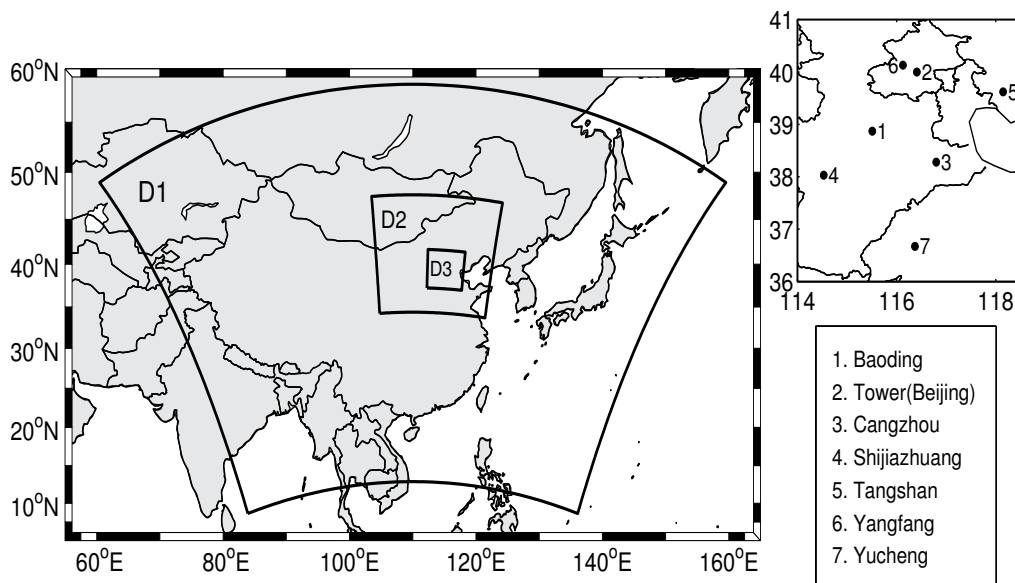 60°N
50°N
40°N
30°N
20°N
10°N
60°E
80°E
100°E
120°E
140°E
160°E
D1
D2
D3
41
40
39
38
37
36
114
116
118
6
2
5
1
3
4
7
1. Baoding
2. Tower(Beijing)
3. Cangzhou
4. Shijiazhuang
5. Tangshan
6. Yangfang
7. Yucheng